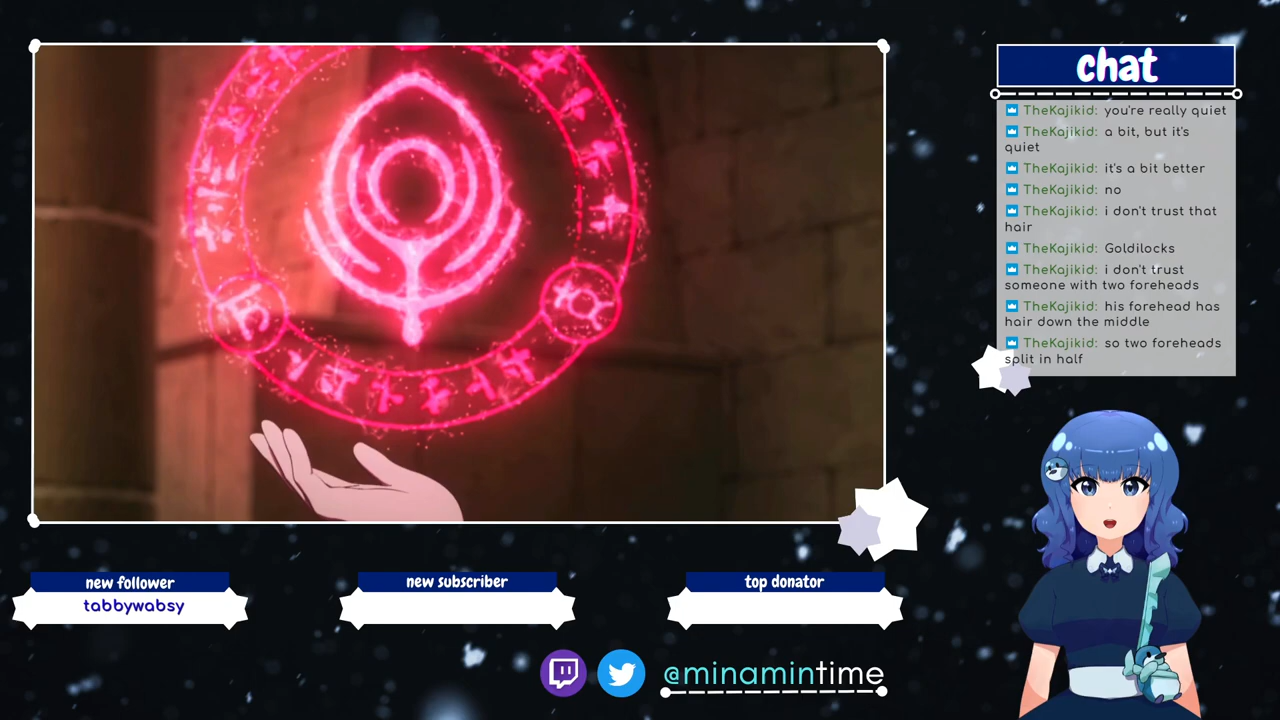 chat
TheKajikid: you're really quiet
TheKajikid: a bit, but it's
quiet
TheKajikid: it's a bit better
TheKajikid: no
TheKajikid: i don't trust that
hair
TheKajikid: Goldilocks
TheKajikid: i don't trust
someone with two foreheads
TheKajikid: his forehead has
hair down the middle
TheKajikid: so two foreheads
split in half
new follower
tabbywabsy
new subscriber
top donator
@minamintime